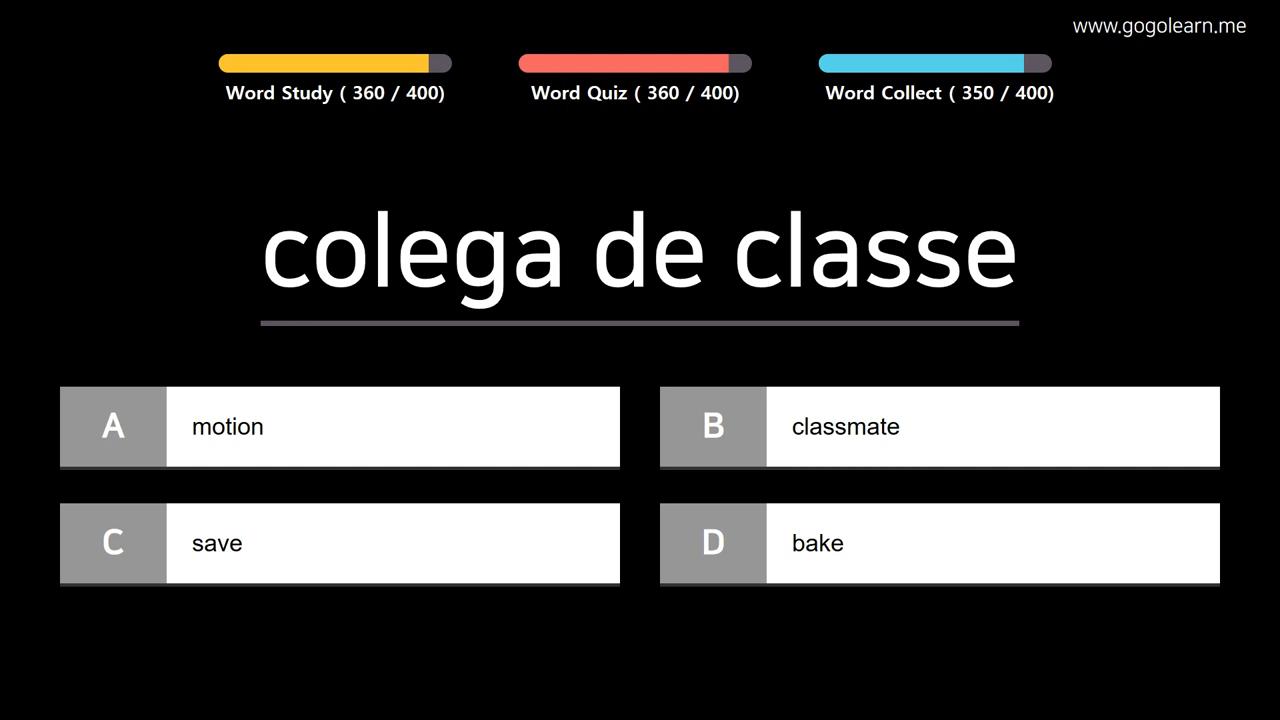 www.gogolearn.me
Word Study ( 360 / 400)
Word Quiz ( 360 / 400)
Word Collect ( 350 / 400)
colega de classe
A motion
B classmate
C save
D bake